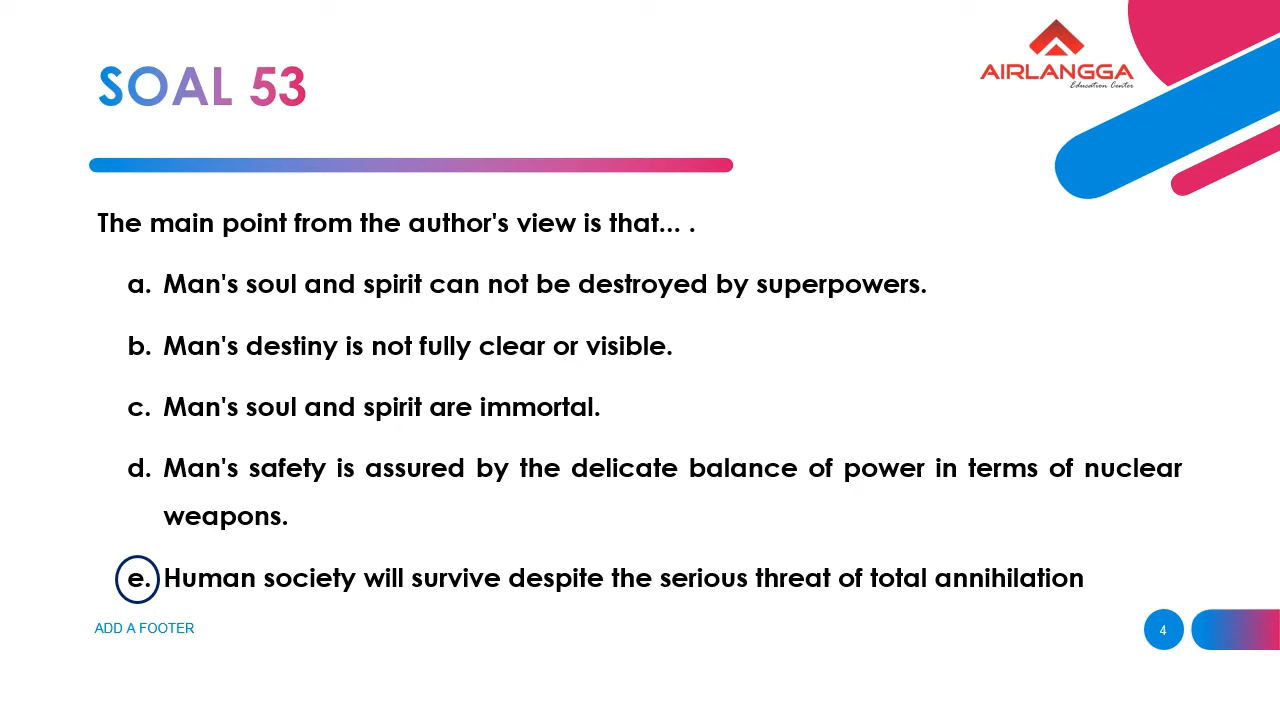 AIRLANGGA
Education Center
SOAL 53
The main point from the author's view is that... .
a. Man's soul and spirit can not be destroyed by superpowers.
b. Man's destiny is not fully clear or visible.
c. Man's soul and spirit are immortal.
d. Man's safety is assured by the delicate balance of power in terms of nuclear
weapons.
e. Human society will survive despite the serious threat of total annihilation
ADD A FOOTER
4